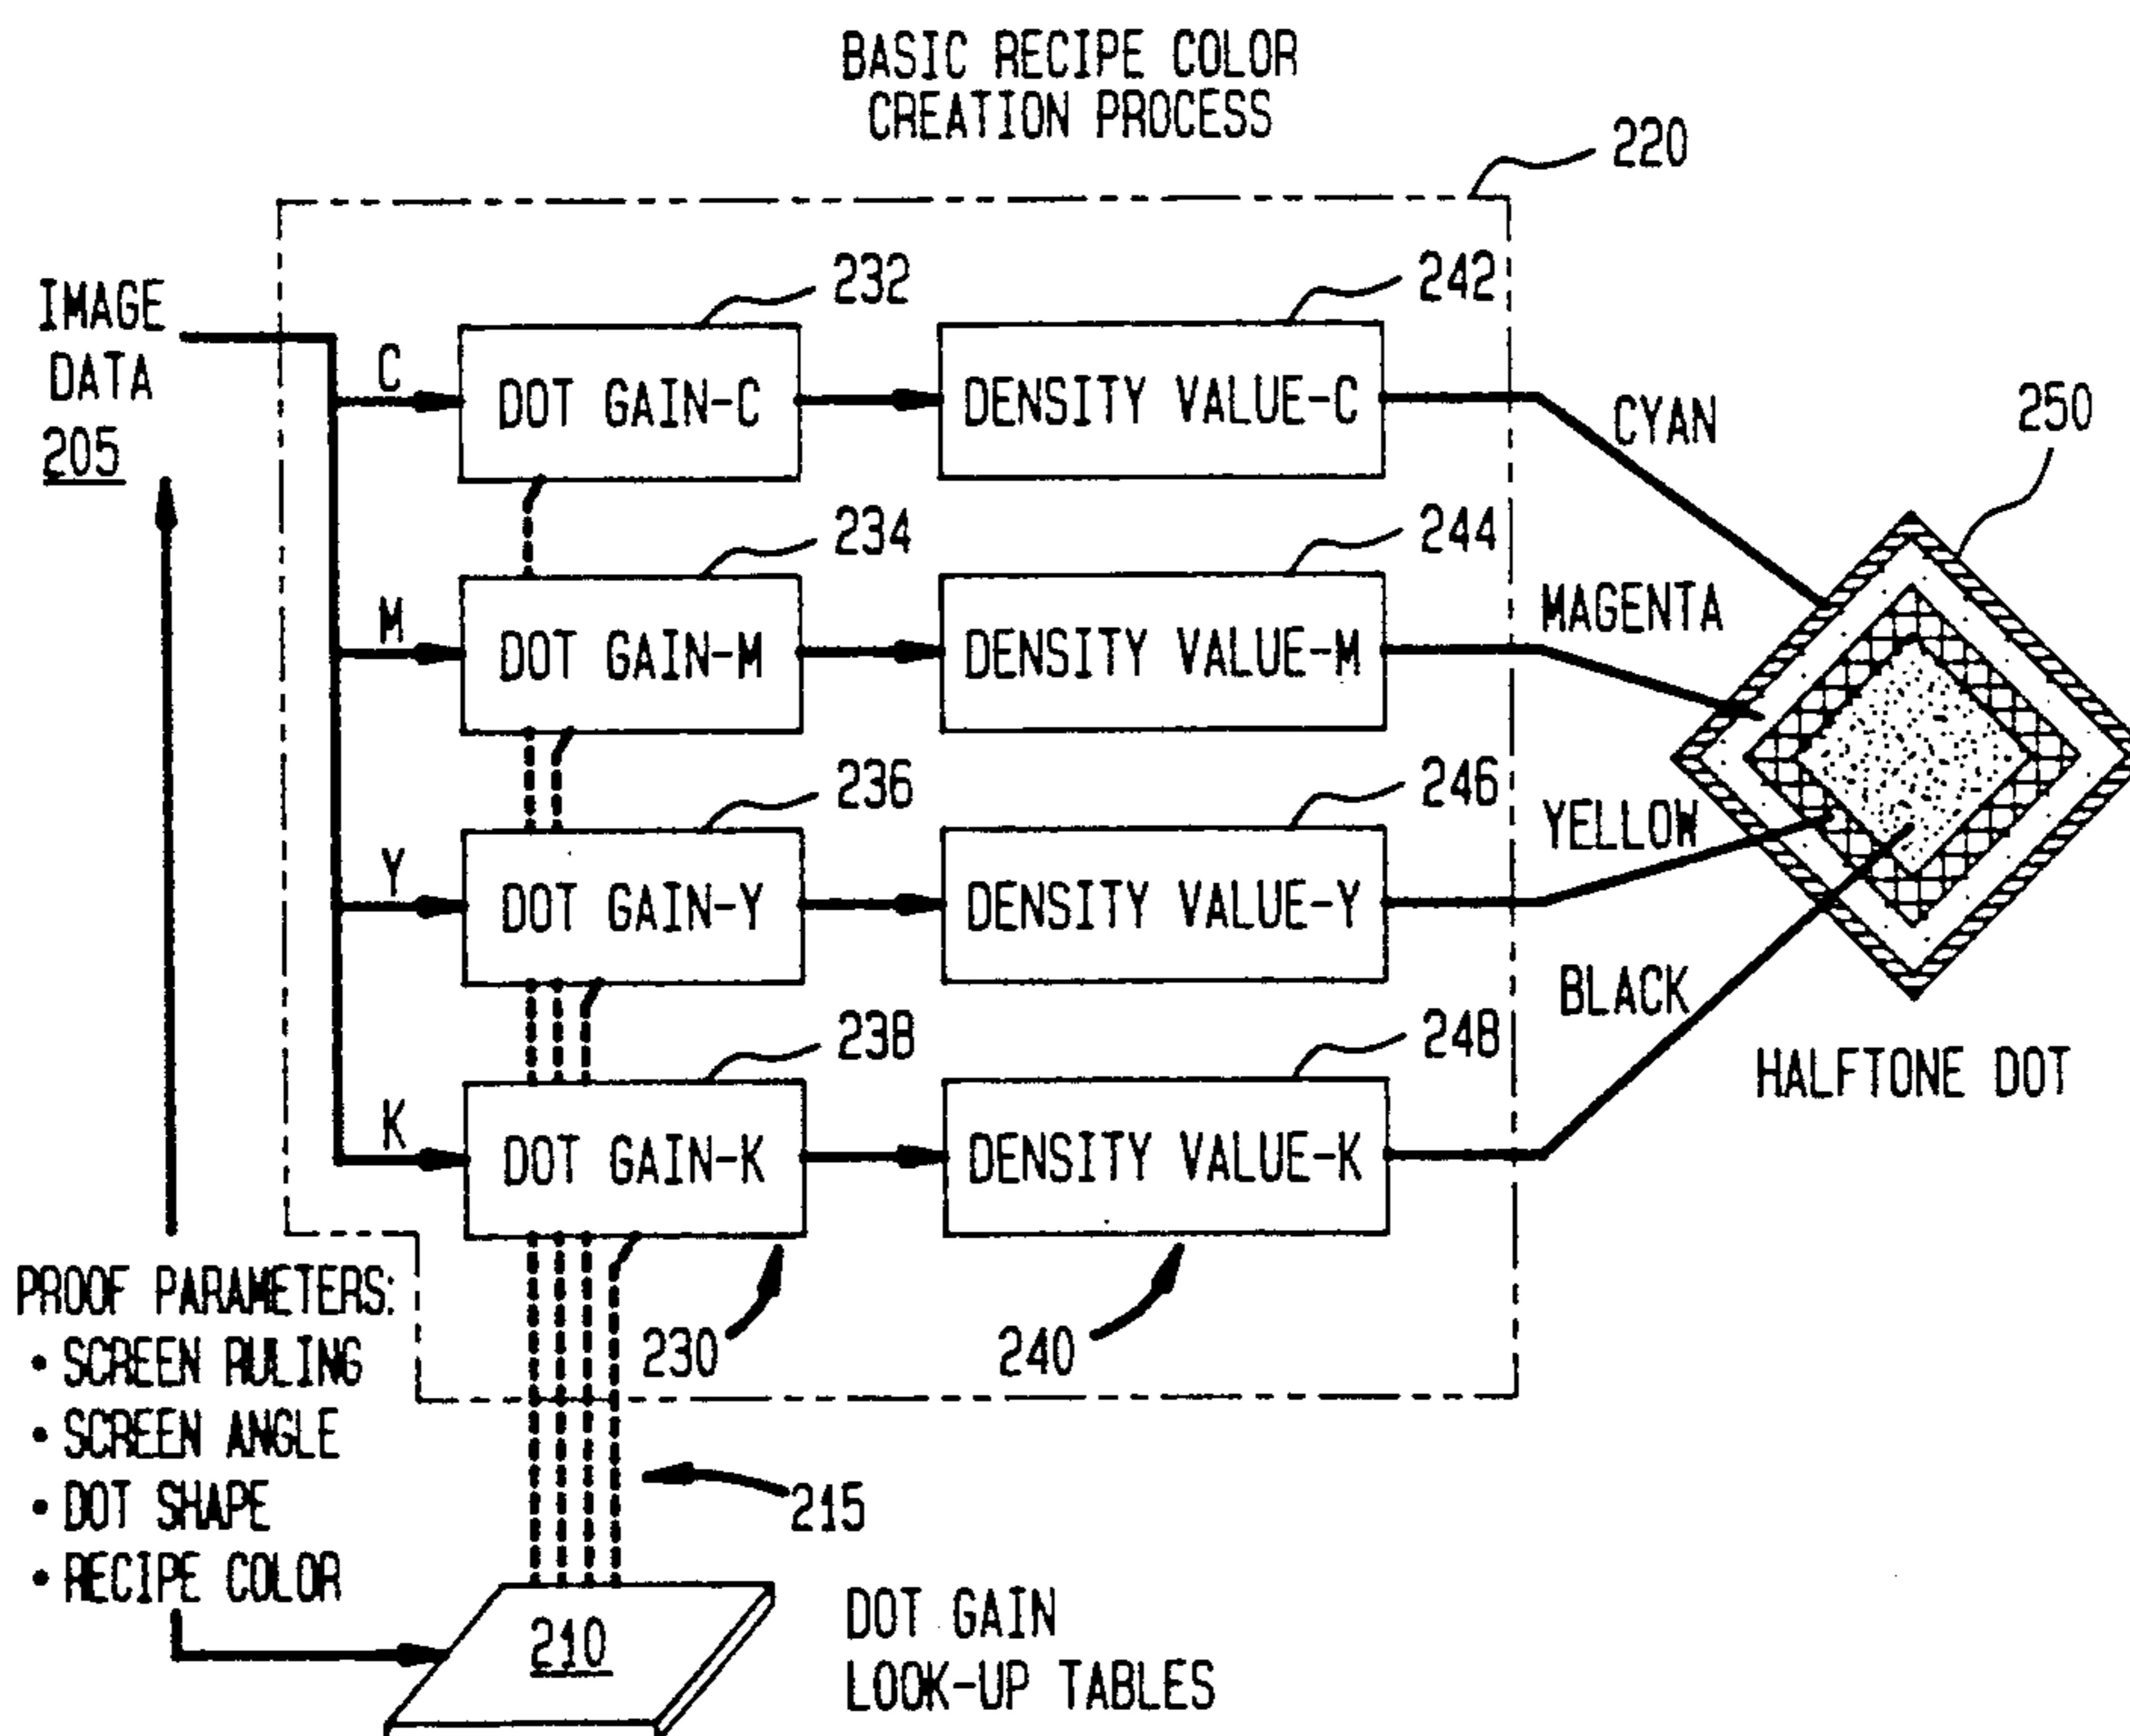 BASIC RECIPE COLOR
CREATION PROCESS
220
IMAGE
DATA
205
C
232
DOT GAIN-C
242
DENSITY VALUE-C
CYAN
250
M
234
DOT GAIN-M
244
DENSITY VALUE-M
MAGENTA
Y
236
DOT GAIN-Y
246
DENSITY VALUE-Y
YELLOW
K
238
DOT GAIN-K
248
DENSITY VALUE-K
BLACK
HALFTONE DOT
PROOF PARAMETERS:
• SCREEN RULING
• SCREEN ANGLE
• DOT SHAPE
• RECIPE COLOR
230
240
215
210
DOT GAIN
LOOK-UP TABLES